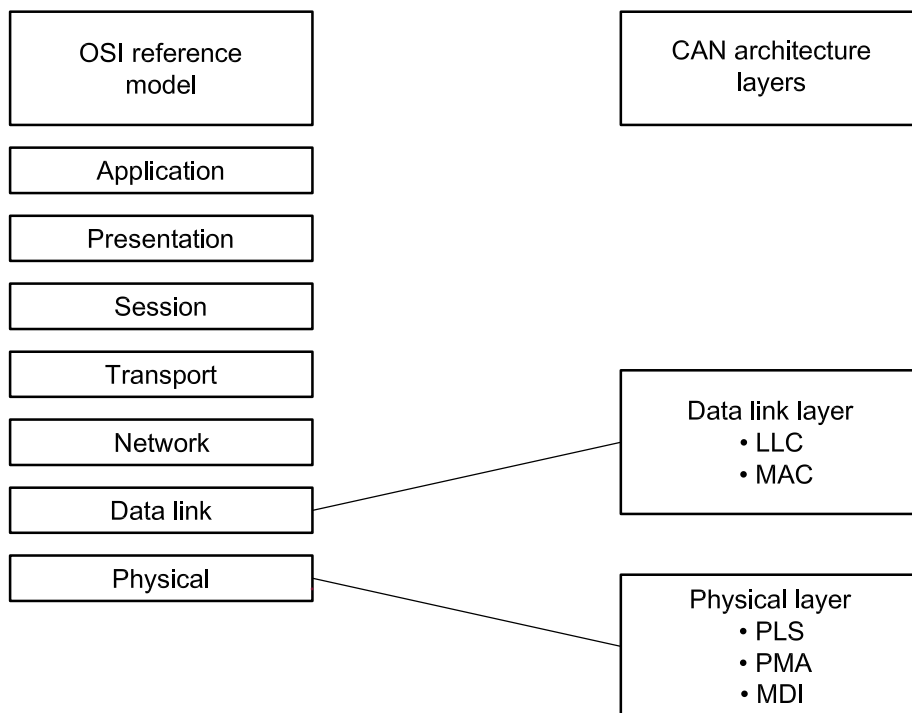 OSI reference
model
Application
Presentation
Session
Transport
Network
Data link
Physical
CAN architecture
layers
Data link layer
• LLC
• MAC
Physical layer
• PLS
• PMA
• MDI